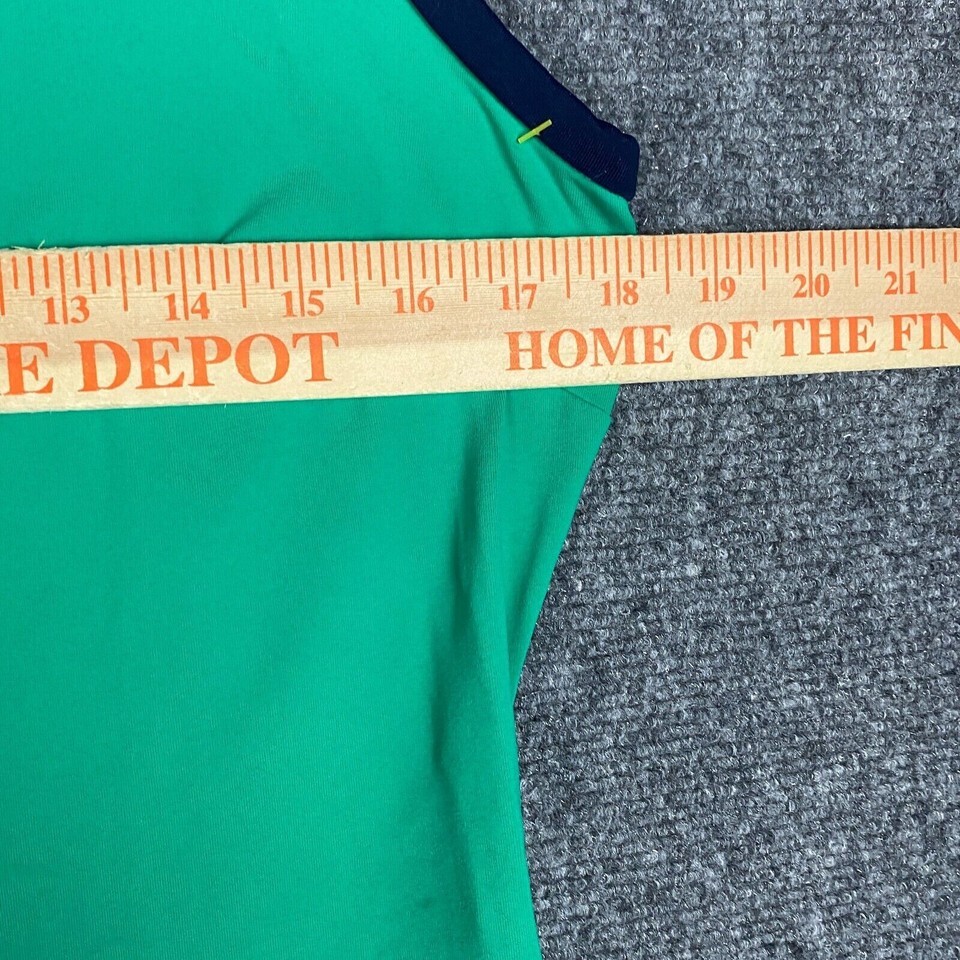 13 14 15 16 17 18 19 20 21
E DEPOT HOME OF THE FIN